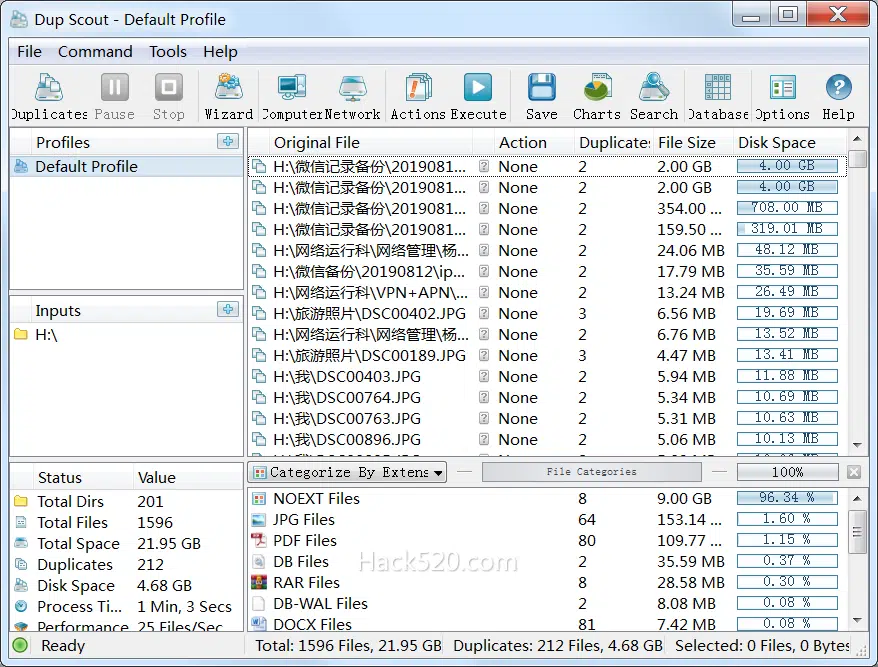 Dup Scout - Default Profile
File Command Tools Help
Duplicates Pause Stop Wizard Computer Network Actions Execute Save Charts Search Database Options Help
Profiles
Default Profile
Inputs
H:\
Status Value
Total Dirs 201
Total Files 1596
Total Space 21.95 GB
Duplicates 212
Disk Space 4.68 GB
Process Ti... 1 Min, 3 Secs
Performance 25 Files/Sec
Original File Action Duplicates File Size Disk Space
H:\微信记录备份\2019081... None 2 2.00 GB 4.00 GB
H:\微信记录备份\2019081... None 2 2.00 GB 4.00 GB
H:\微信记录备份\2019081... None 2 354.00 ... 708.00 MB
H:\微信记录备份\2019081... None 2 159.50 ... 319.01 MB
H:\网络运行科\网络管理\杨... None 2 24.06 MB 48.12 MB
H:\微信备份\20190812\ip... None 2 17.79 MB 35.59 MB
H:\网络运行科\VPN+APN\... None 2 13.24 MB 26.49 MB
H:\旅游照片\DSC00402.JPG None 3 6.56 MB 19.69 MB
H:\网络运行科\网络管理\杨... None 2 6.76 MB 13.52 MB
H:\旅游照片\DSC00189.JPG None 3 4.47 MB 13.41 MB
H:\我\DSC00403.JPG None 2 5.94 MB 11.88 MB
H:\我\DSC00764.JPG None 2 5.34 MB 10.69 MB
H:\我\DSC00763.JPG None 2 5.31 MB 10.63 MB
H:\我\DSC00896.JPG None 2 5.06 MB 10.13 MB
Categorize By Extens File Categories 100%
NOEXT Files 8 9.00 GB 96.34 %
JPG Files 64 153.14 ... 1.60 %
PDF Files 80 109.77 ... 1.15 %
DB Files 2 35.59 MB 0.37 %
RAR Files 8 28.58 MB 0.30 %
DB-WAL Files 2 8.08 MB 0.08 %
DOCX Files 81 7.42 MB 0.08 %
Hack520.com
Ready Total: 1596 Files, 21.95 GB Duplicates: 212 Files, 4.68 GB Selected: 0 Files, 0 Bytes